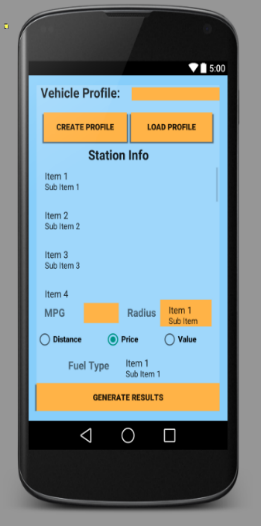 5:00
Vehicle Profile:
CREATE PROFILE LOAD PROFILE
Station Info
Item 1
Sub Item 1
Item 2
Sub Item 2
Item 3
Sub Item 3
Item 4
MPG Radius Item 1
Sub Item
Distance Price Value
Fuel Type Item 1
Sub Item 1
GENERATE RESULTS